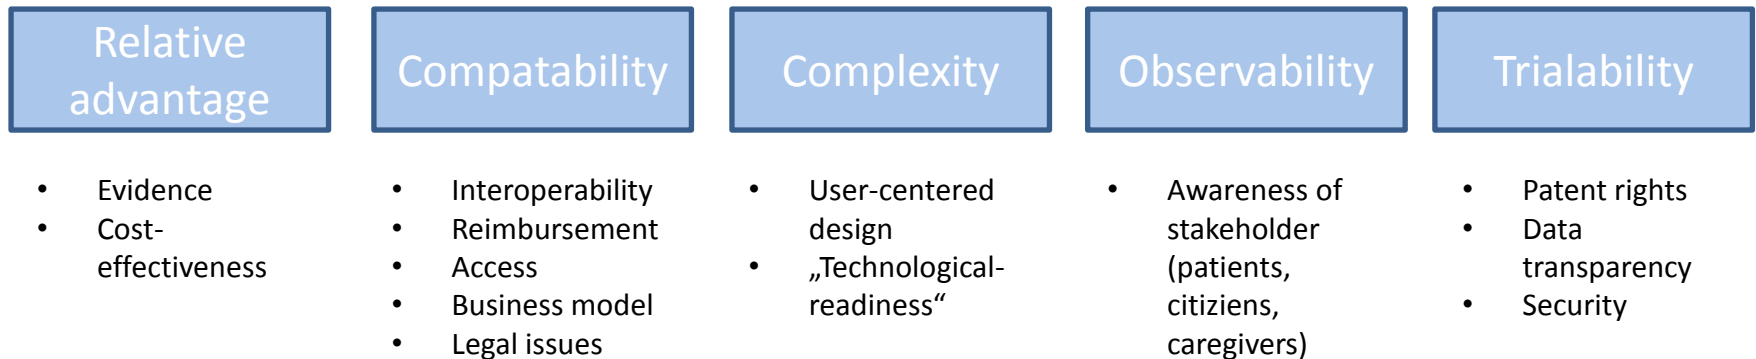 Relative
advantage
Compatability
Complexity
Observability
Trialability
• Evidence
• Cost-
effectiveness
• Interoperability
• Reimbursement
• Access
• Business model
• Legal issues
• User-centered
design
• „Technological-
readiness“
• Awareness of
stakeholder
(patients,
citiziens,
caregivers)
• Patent rights
• Data
transparency
• Security